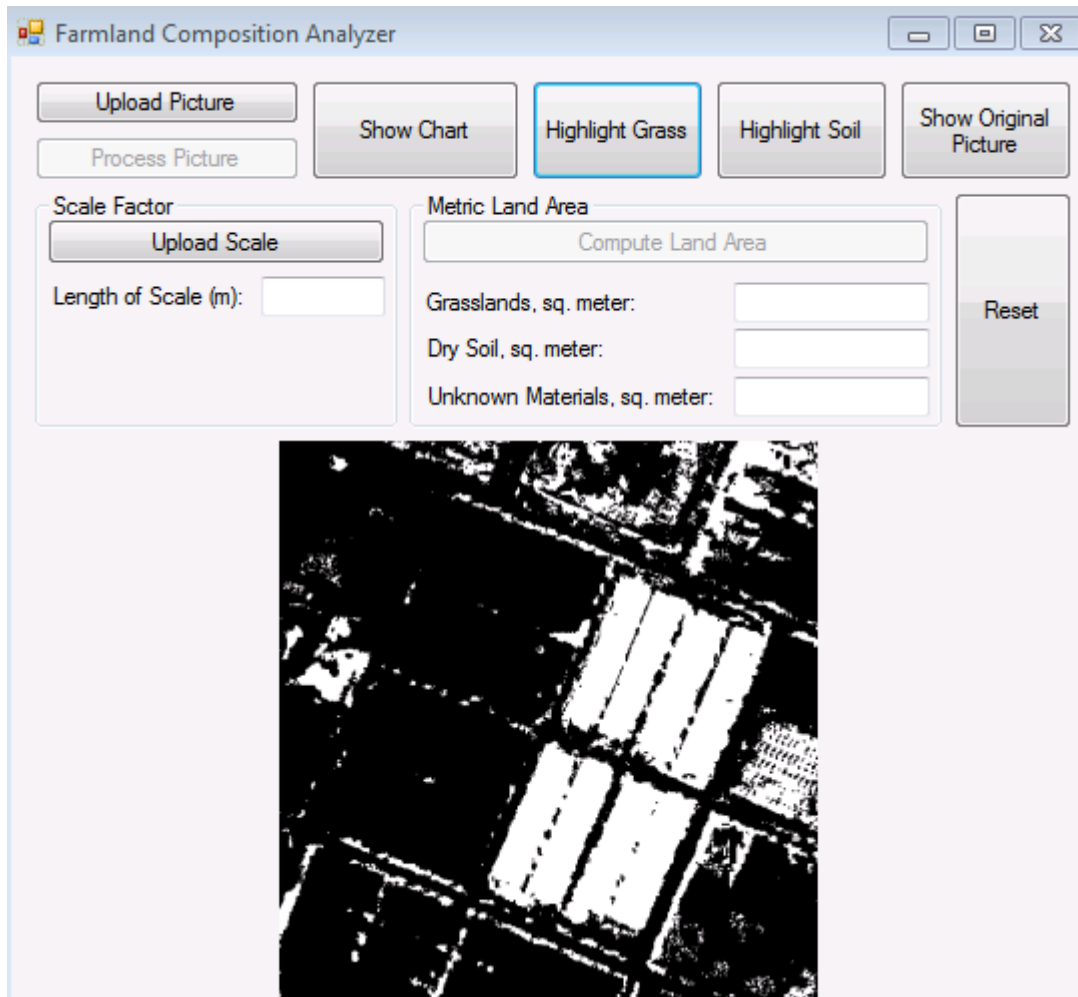 Farmland Composition Analyzer
Upload Picture
Process Picture
Show Chart
Highlight Grass
Highlight Soil
Show Original
Picture
Scale Factor
Upload Scale
Length of Scale (m):
Metric Land Area
Compute Land Area
Grasslands, sq. meter:
Dry Soil, sq. meter:
Unknown Materials, sq. meter:
Reset